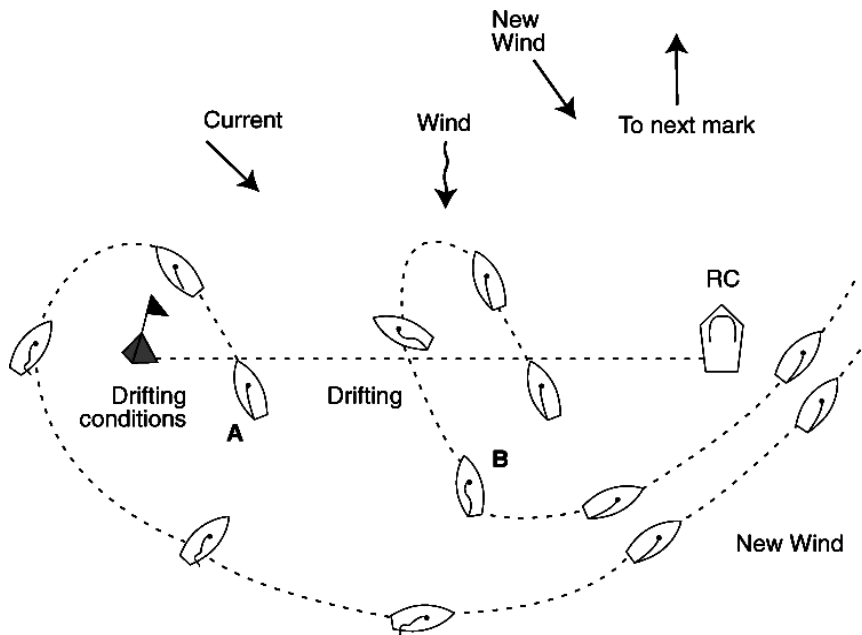 New
Wind
Current
Wind
To next mark
RC
Drifting
conditions
Drifting
A
B
New Wind